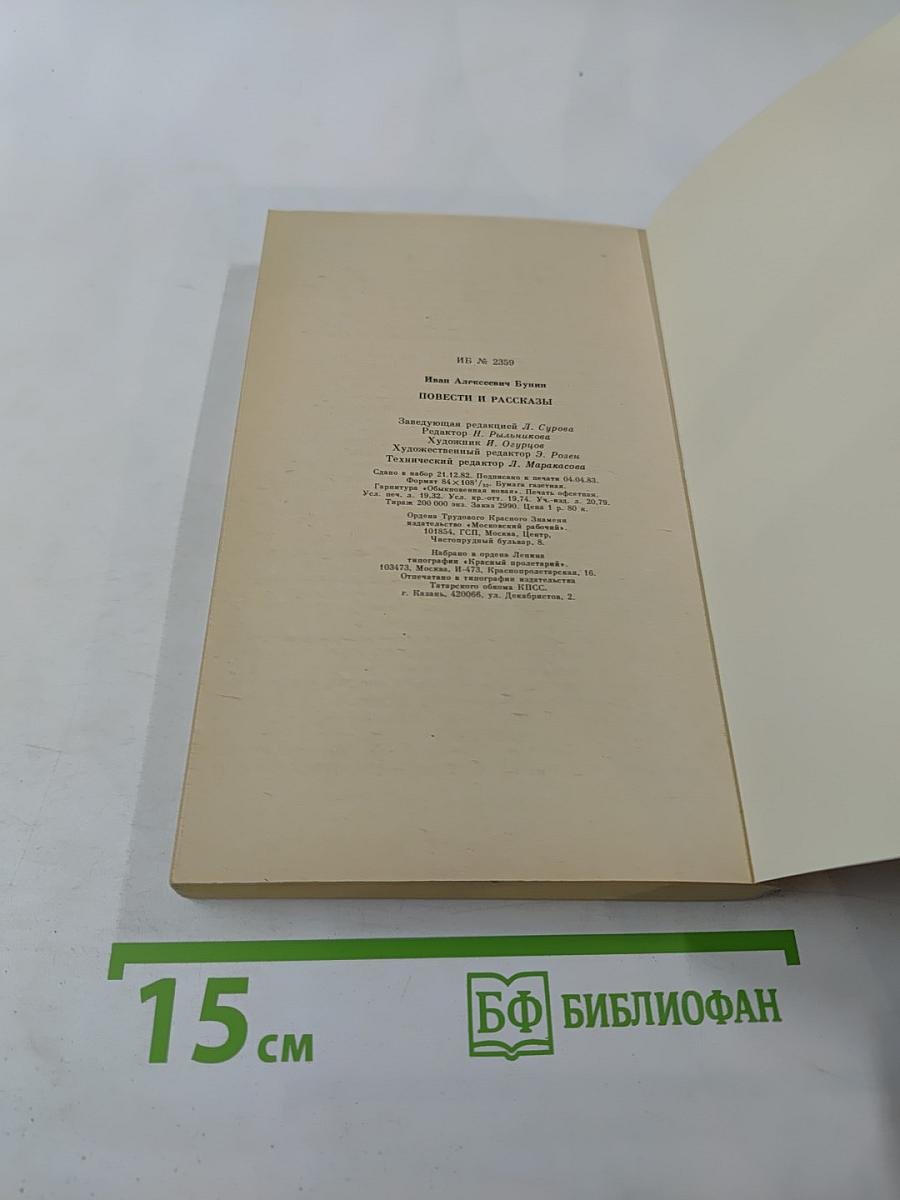 ИБ № 2359
Иван Алексеевич Бунин
ПОВЕСТИ И РАССКАЗЫ
Заведующая редакцией Л. Сурова
Редактор Н. Рыльникова
Художник И. Огурцов
Художественный редактор Э. Розен
Технический редактор Л. Маракасова
Сдано в набор 21.12.82. Подписано к печати 04.04.83.
Формат 84×108¹/₃₂. Бумага газетная.
Гарнитура «Обыкновенная новая». Печать офсетная.
Усл. печ. л. 19,32. Усл. кр.-отт. 19,74. Уч.-изд. л. 20,79.
Тираж 200 000 экз. Заказ 2990. Цена 1 р. 80 к.
Ордена Трудового Красного Знамени
издательство «Московский рабочий».
101854, ГСП, Москва, Центр,
Чистопрудный бульвар, 8.
Набрано в ордена Ленина
типографии «Красный пролетарий».
103473, Москва, И-473, Краснопролетарская, 16.
Отпечатано в типографии издательства
Татарского обкома КПСС.
г. Казань, 420066, ул. Декабристов, 2.
15 см
БФ БИБЛИОФАН